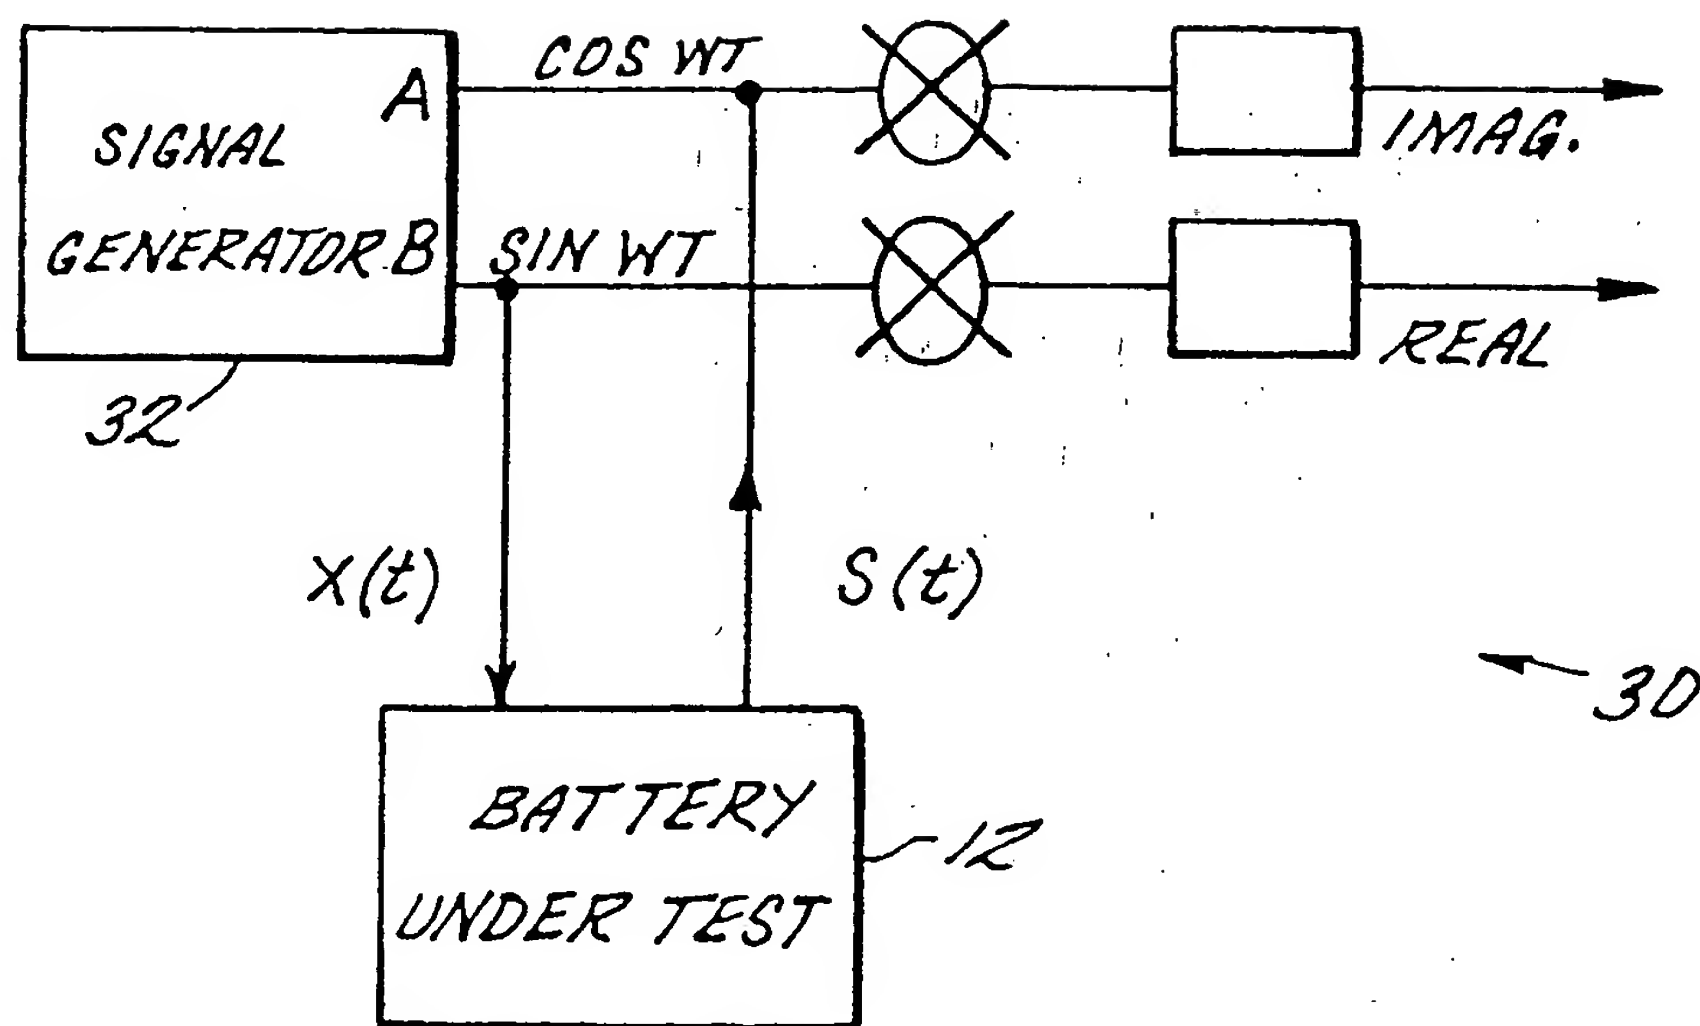 COS WT
A
SIGNAL
GENERATOR B
SIN WT
IMAG.
REAL
32
X(t)
S(t)
30
BATTERY
UNDER TEST
12